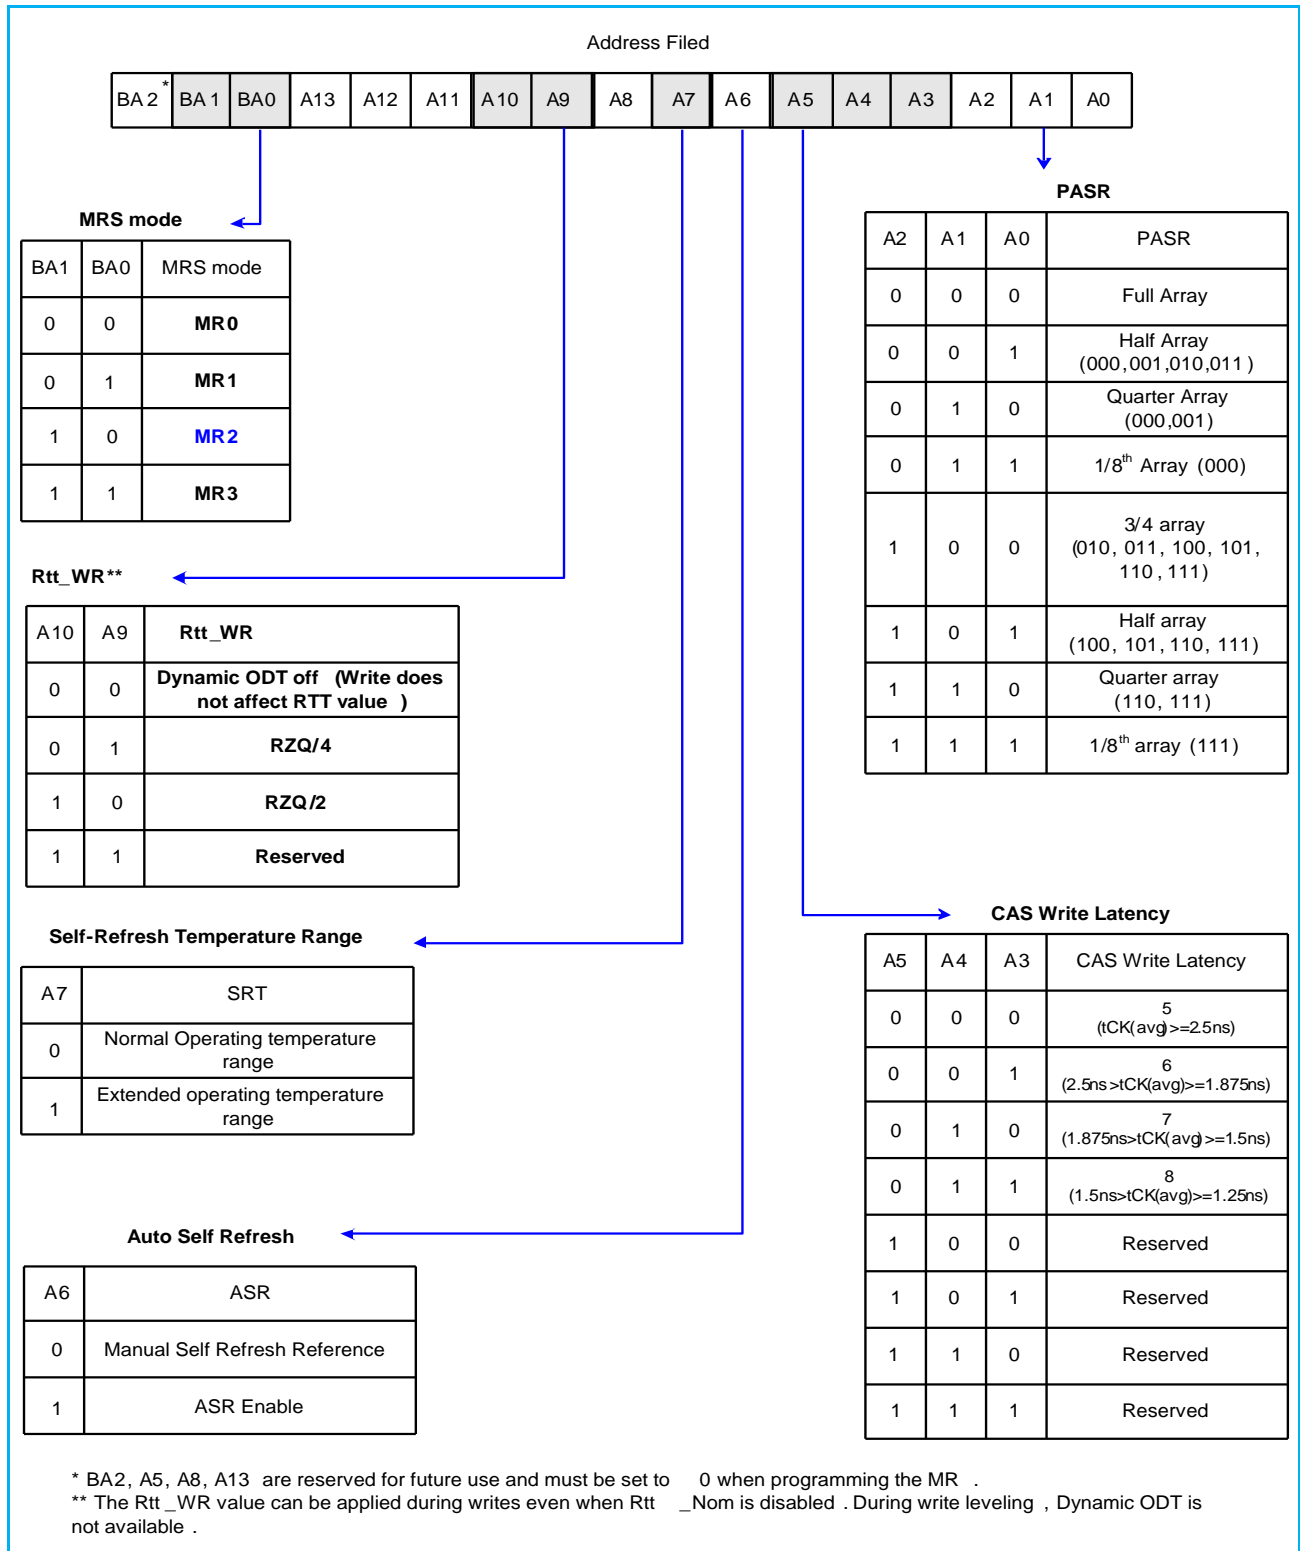 Address Filed
BA2* BA1 BA0 A13 A12 A11 A10 A9 A8 A7 A6 A5 A4 A3 A2 A1 A0
MRS mode
BA1 BA0 MRS mode
0 0 MR0
0 1 MR1
1 0 MR2
1 1 MR3
Rtt_WR**
A10 A9 Rtt_WR
0 0 Dynamic ODT off (Write does
not affect RTT value )
0 1 RZQ/4
1 0 RZQ/2
1 1 Reserved
Self-Refresh Temperature Range
A7 SRT
0 Normal Operating temperature
range
1 Extended operating temperature
range
Auto Self Refresh
A6 ASR
0 Manual Self Refresh Reference
1 ASR Enable
PASR
A2 A1 A0 PASR
0 0 0 Full Array
0 0 1 Half Array
(000,001,010,011 )
0 1 0 Quarter Array
(000,001)
0 1 1 1/8th Array (000)
1 0 0 3/4 array
(010, 011, 100, 101,
110 , 111)
1 0 1 Half array
(100, 101, 110, 111)
1 1 0 Quarter array
(110, 111)
1 1 1 1/8th array (111)
CAS Write Latency
A5 A4 A3 CAS Write Latency
0 0 0 5
(tCK(avg)>=2.5ns)
0 0 1 6
(2.5ns>tCK(avg)>=1.875ns)
0 1 0 7
(1.875ns>tCK(avg)>=1.5ns)
0 1 1 8
(1.5ns>tCK(avg)>=1.25ns)
1 0 0 Reserved
1 0 1 Reserved
1 1 0 Reserved
1 1 1 Reserved
* BA2, A5, A8, A13 are reserved for future use and must be set to 0 when programming the MR .
** The Rtt _WR value can be applied during writes even when Rtt _Nom is disabled . During write leveling , Dynamic ODT is
not available .